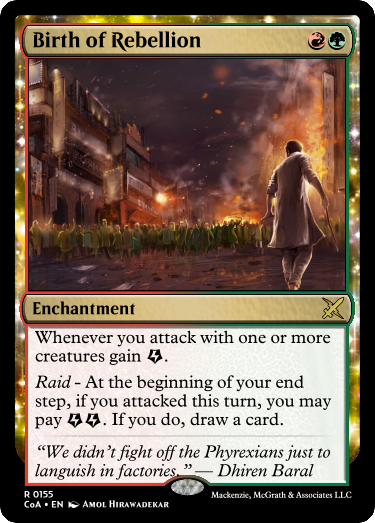 Birth of Rebellion
Enchantment
Whenever you attack with one or more
creatures gain .
Raid - At the beginning of your end
step, if you attacked this turn, you may
pay . If you do, draw a card.
“We didn’t fight off the Phyrexians just to
languish in factories.” — Dhiren Baral
R 0155
CoA • EN Amol Hirawadekar
Mackenzie, McGrath & Associates LLC